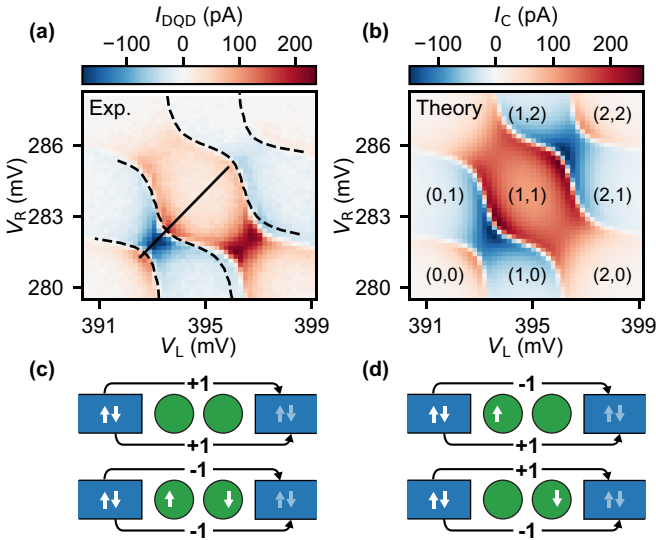 (a) I_DQD (pA) (b) I_C (pA)
−100 0 100 200 −100 0 100 200
Exp. Theory (1,2) (2,2)
286 286
(0,1) (1,1) (2,1)
V_R (mV) 283 V_R (mV) 283
(0,0) (1,0) (2,0)
280 280
391 395 399 391 395 399
V_L (mV) V_L (mV)
(c) (d)
+1 -1
+1 -1
-1 +1
-1 +1